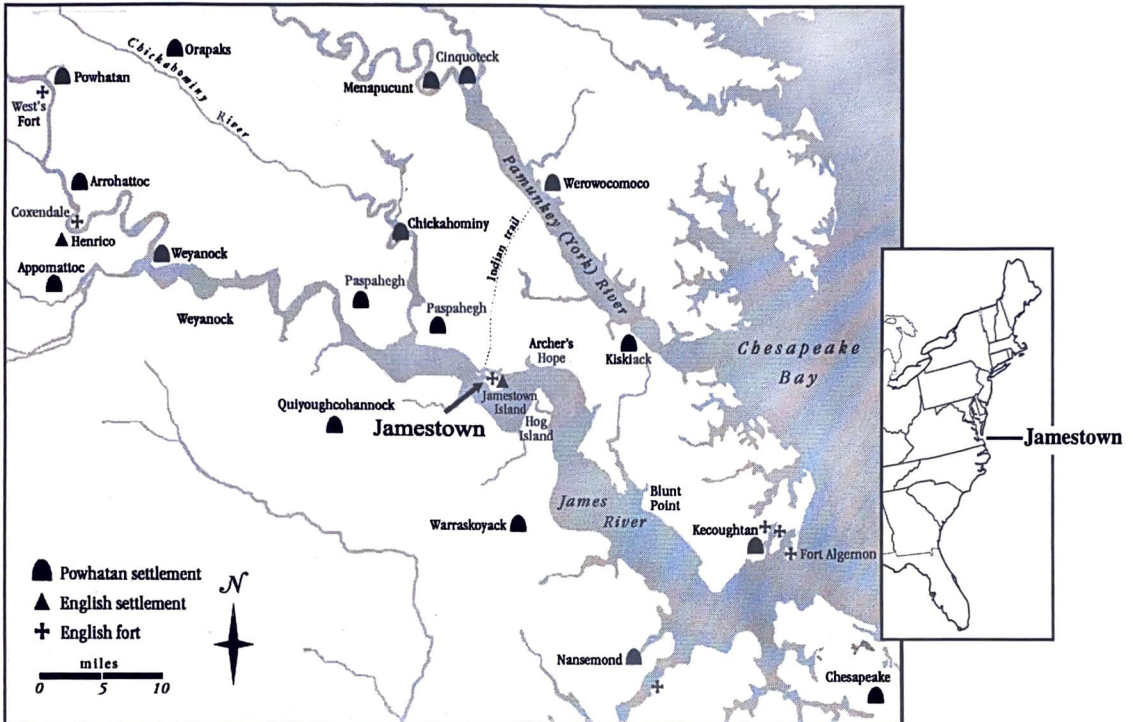 Orapaks
Chickahominy
River
Cinquoteck
Menapucunt
Powhatan
West's
Fort
Pamunkey (York) River
Werowocomoco
Arrohattoc
Coxendale
Henrico
Chickahominy
Indian trail
Weyanock
Appomattoc
Paspahegh
Weyanock
Paspahegh
Archer's
Hope
Kiskiack
Chesapeake
Bay
Jamestown
Island
Hog
Island
Quiyoughcohannock
Jamestown
Jamestown
James
River
Blunt
Point
Warraskoyack
Kecoughtan
Fort Algernon
Powhatan settlement
English settlement
English fort
N
miles
0 5 10
Nansemond
Chesapeake